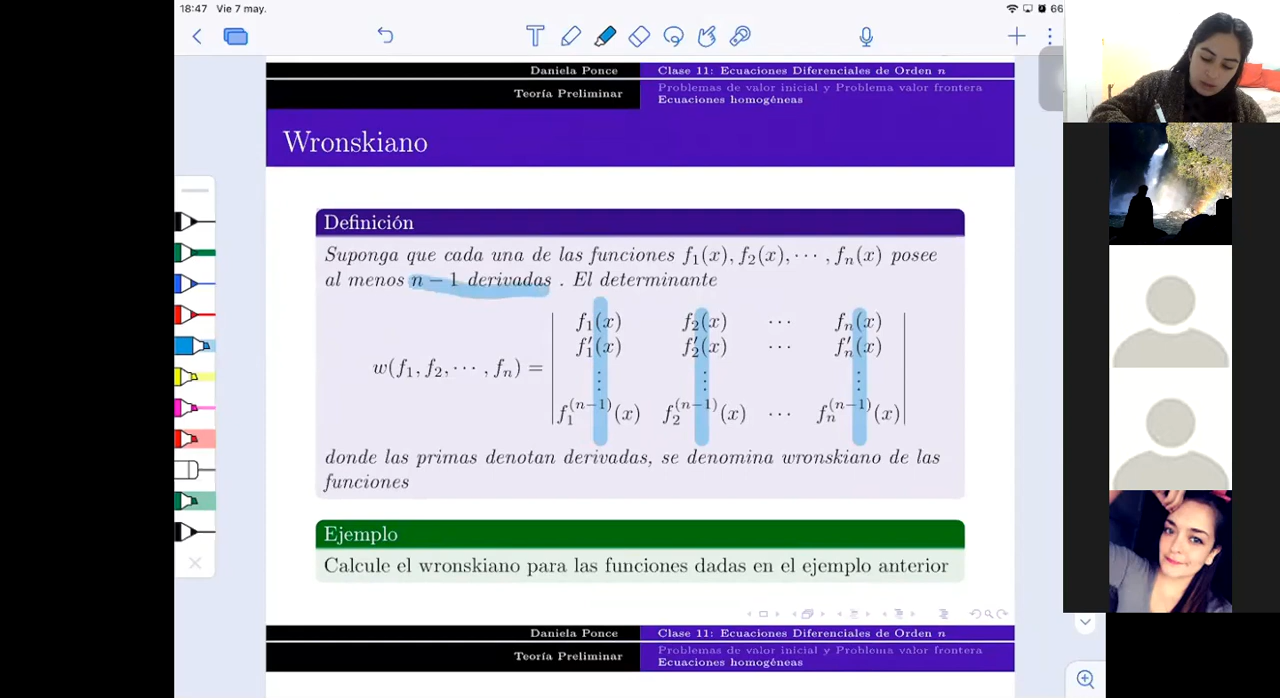 18:47 Vie 7 may.
66
Daniela Ponce
Clase 11: Ecuaciones Diferenciales de Orden n
Teoría Preliminar
Problemas de valor inicial y Problema valor frontera
Ecuaciones homogéneas
Wronskiano
Definición
Suponga que cada una de las funciones f₁(x), f₂(x), ⋯ , fₙ(x) posee
al menos n − 1 derivadas . El determinante
w(f₁, f₂, ⋯ , fₙ) =
f₁(x) f₂(x) ⋯ fₙ(x)
f₁′(x) f₂′(x) ⋯ fₙ′(x)
⋮ ⋮ ⋮
f₁⁽ⁿ⁻¹⁾(x) f₂⁽ⁿ⁻¹⁾(x) ⋯ fₙ⁽ⁿ⁻¹⁾(x)
donde las primas denotan derivadas, se denomina wronskiano de las
funciones
Ejemplo
Calcule el wronskiano para las funciones dadas en el ejemplo anterior
Daniela Ponce
Clase 11: Ecuaciones Diferenciales de Orden n
Teoría Preliminar
Problemas de valor inicial y Problema valor frontera
Ecuaciones homogéneas